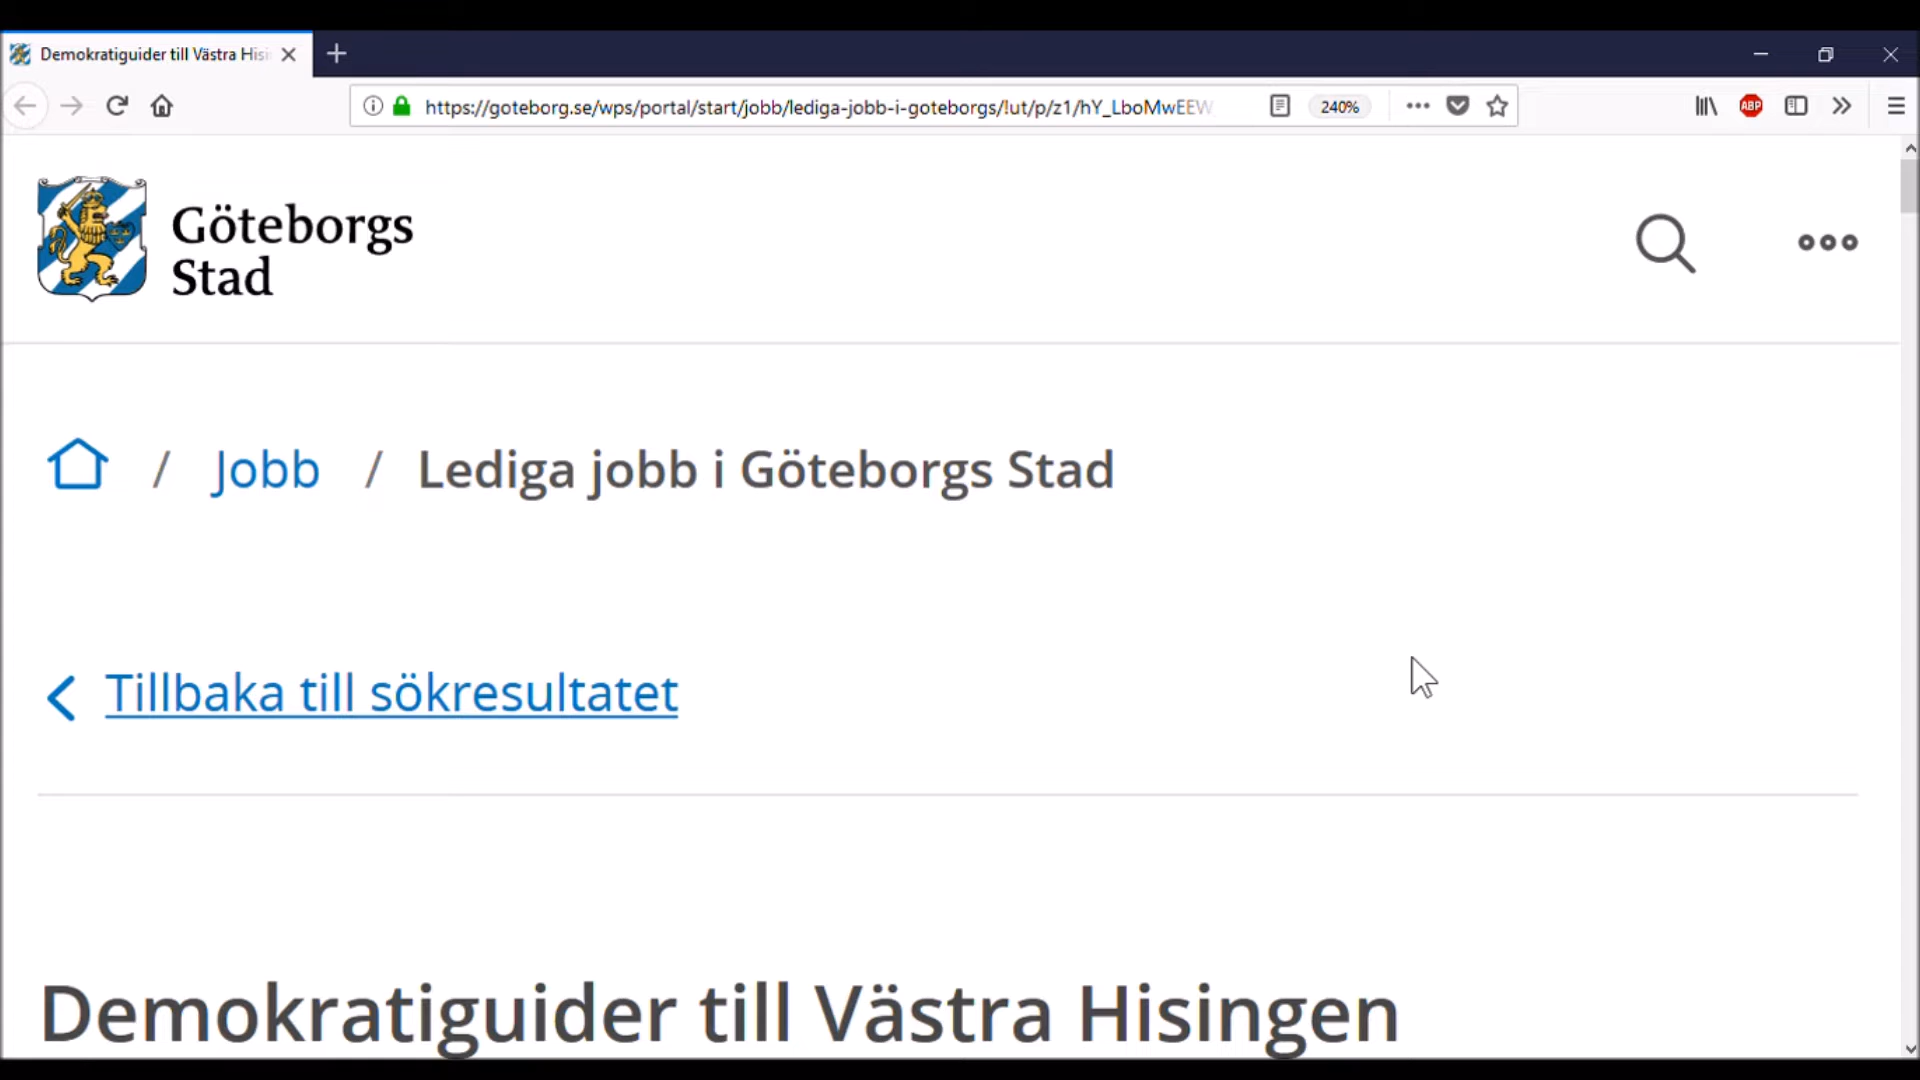 Demokratiguider till Västra Hisi
https://goteborg.se/wps/portal/start/jobb/lediga-jobb-i-goteborgs/!ut/p/z1/hY_LboMwEEW
240%
ABP
Göteborgs
Stad
/ Jobb / Lediga jobb i Göteborgs Stad
Tillbaka till sökresultatet
Demokratiguider till Västra Hisingen